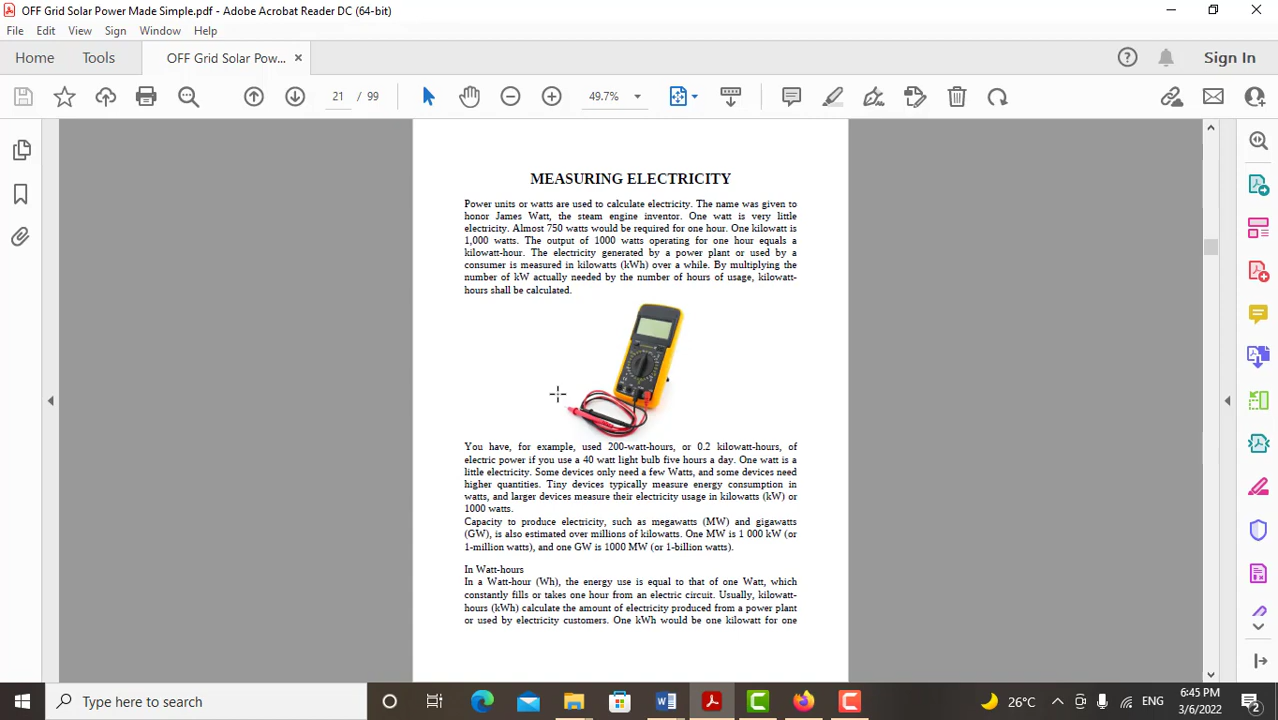 OFF Grid Solar Power Made Simple.pdf - Adobe Acrobat Reader DC (64-bit)
File Edit View Sign Window Help
Home Tools OFF Grid Solar Pow... Sign In
21 / 99 49.7%
MEASURING ELECTRICITY
Power units or watts are used to calculate electricity. The name was given to
honor James Watt, the steam engine inventor. One watt is very little
electricity. Almost 750 watts would be required for one hour. One kilowatt is
1,000 watts. The output of 1000 watts operating for one hour equals a
kilowatt-hour. The electricity generated by a power plant or used by a
consumer is measured in kilowatts (kWh) over a while. By multiplying the
number of kW actually needed by the number of hours of usage, kilowatt-
hours shall be calculated.
You have, for example, used 200-watt-hours, or 0.2 kilowatt-hours, of
electric power if you use a 40 watt light bulb five hours a day. One watt is a
little electricity. Some devices only need a few Watts, and some devices need
higher quantities. Tiny devices typically measure energy consumption in
watts, and larger devices measure their electricity usage in kilowatts (kW) or
1000 watts.
Capacity to produce electricity, such as megawatts (MW) and gigawatts
(GW), is also estimated over millions of kilowatts. One MW is 1 000 kW (or
1-million watts), and one GW is 1000 MW (or 1-billion watts).
In Watt-hours
In a Watt-hour (Wh), the energy use is equal to that of one Watt, which
constantly fills or takes one hour from an electric circuit. Usually, kilowatt-
hours (kWh) calculate the amount of electricity produced from a power plant
or used by electricity customers. One kWh would be one kilowatt for one
Type here to search 26°C ENG 6:45 PM
3/6/2022 2